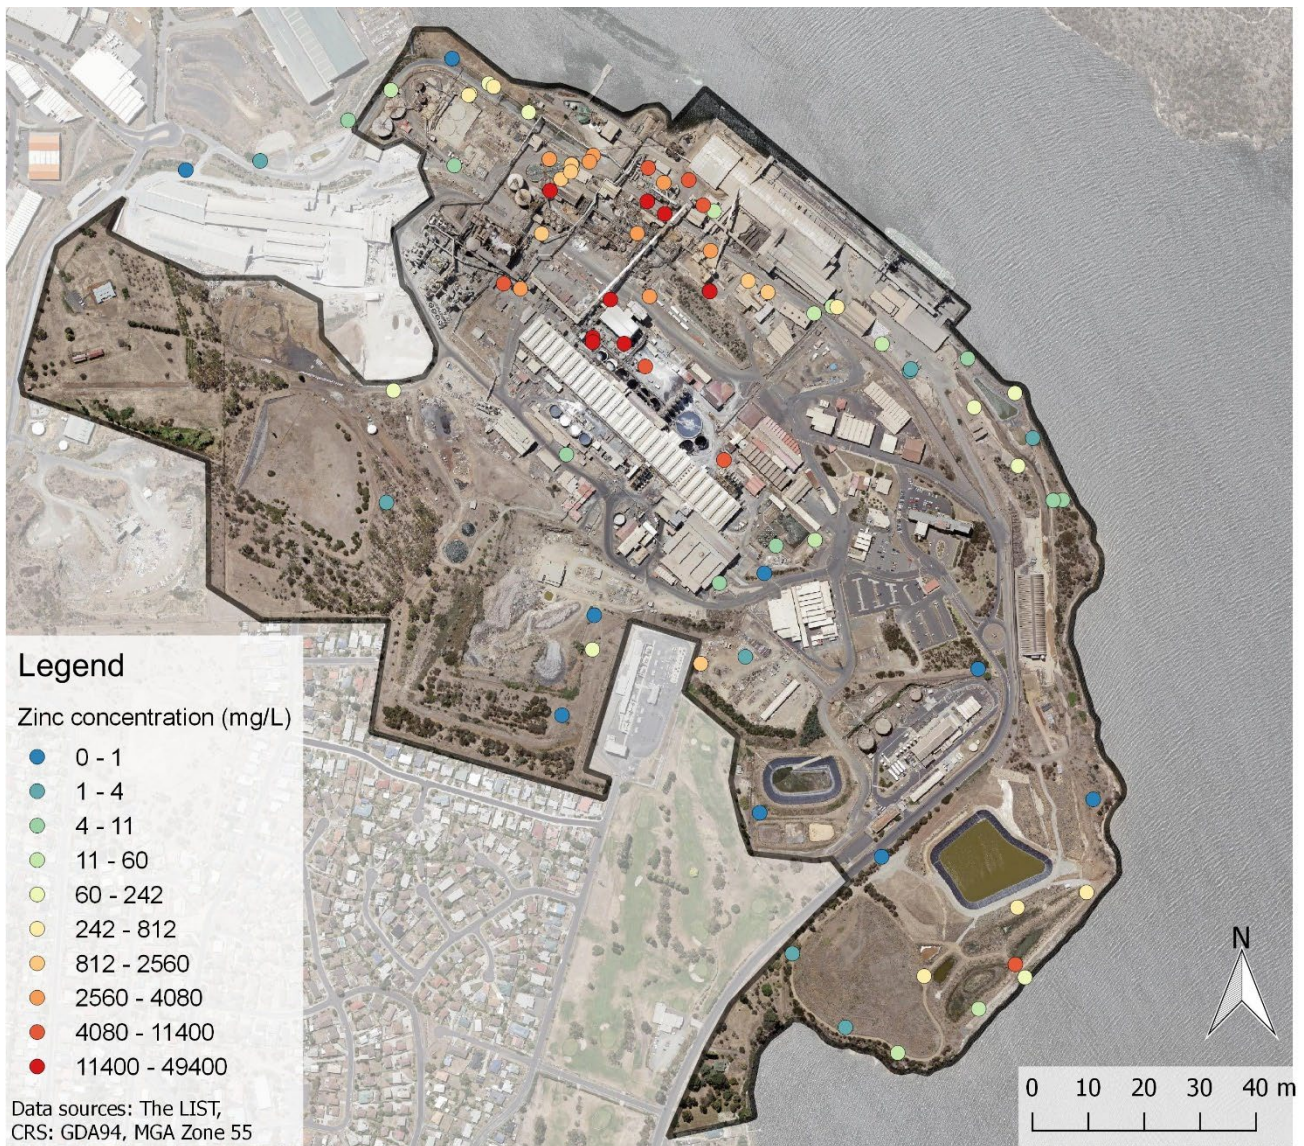 Legend
Zinc concentration (mg/L)
0 - 1
1 - 4
4 - 11
11 - 60
60 - 242
242 - 812
812 - 2560
2560 - 4080
4080 - 11400
11400 - 49400
Data sources: The LIST,
CRS: GDA94, MGA Zone 55
N
0 10 20 30 40 m